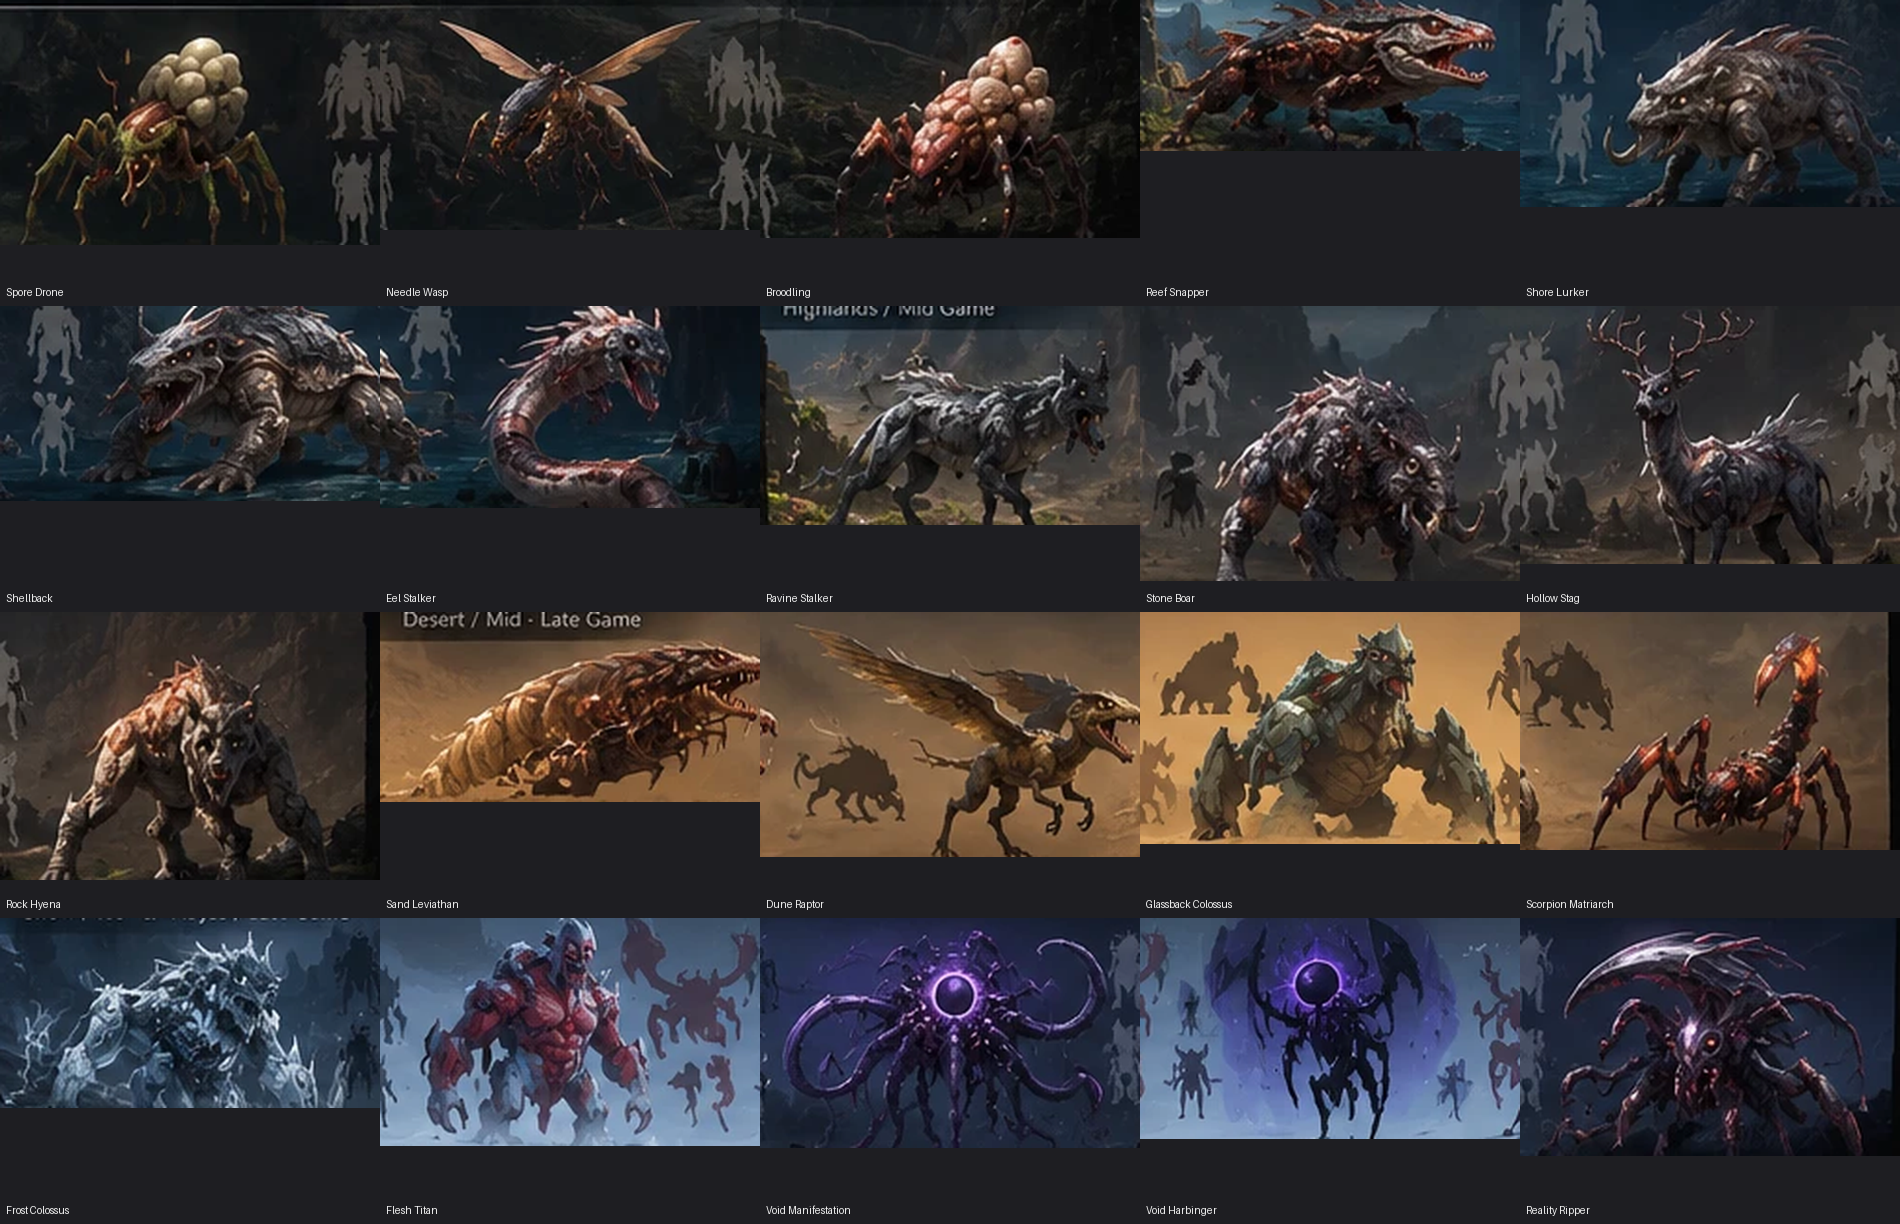 Spore Drone
Needle Wasp
Broodling
Reef Snapper
Shore Lurker
Highlands / Mid Game
Shellback
Eel Stalker
Ravine Stalker
Stone Boar
Hollow Stag
Desert / Mid - Late Game
Rock Hyena
Sand Leviathan
Dune Raptor
Glassback Colossus
Scorpion Matriarch
Frost Colossus
Flesh Titan
Void Manifestation
Void Harbinger
Reality Ripper